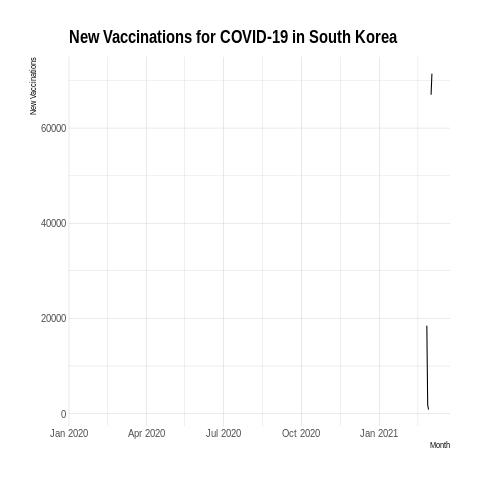 New Vaccinations for COVID-19 in South Korea
New Vaccinations
60000
40000
20000
0
Jan 2020 Apr 2020 Jul 2020 Oct 2020 Jan 2021
Month